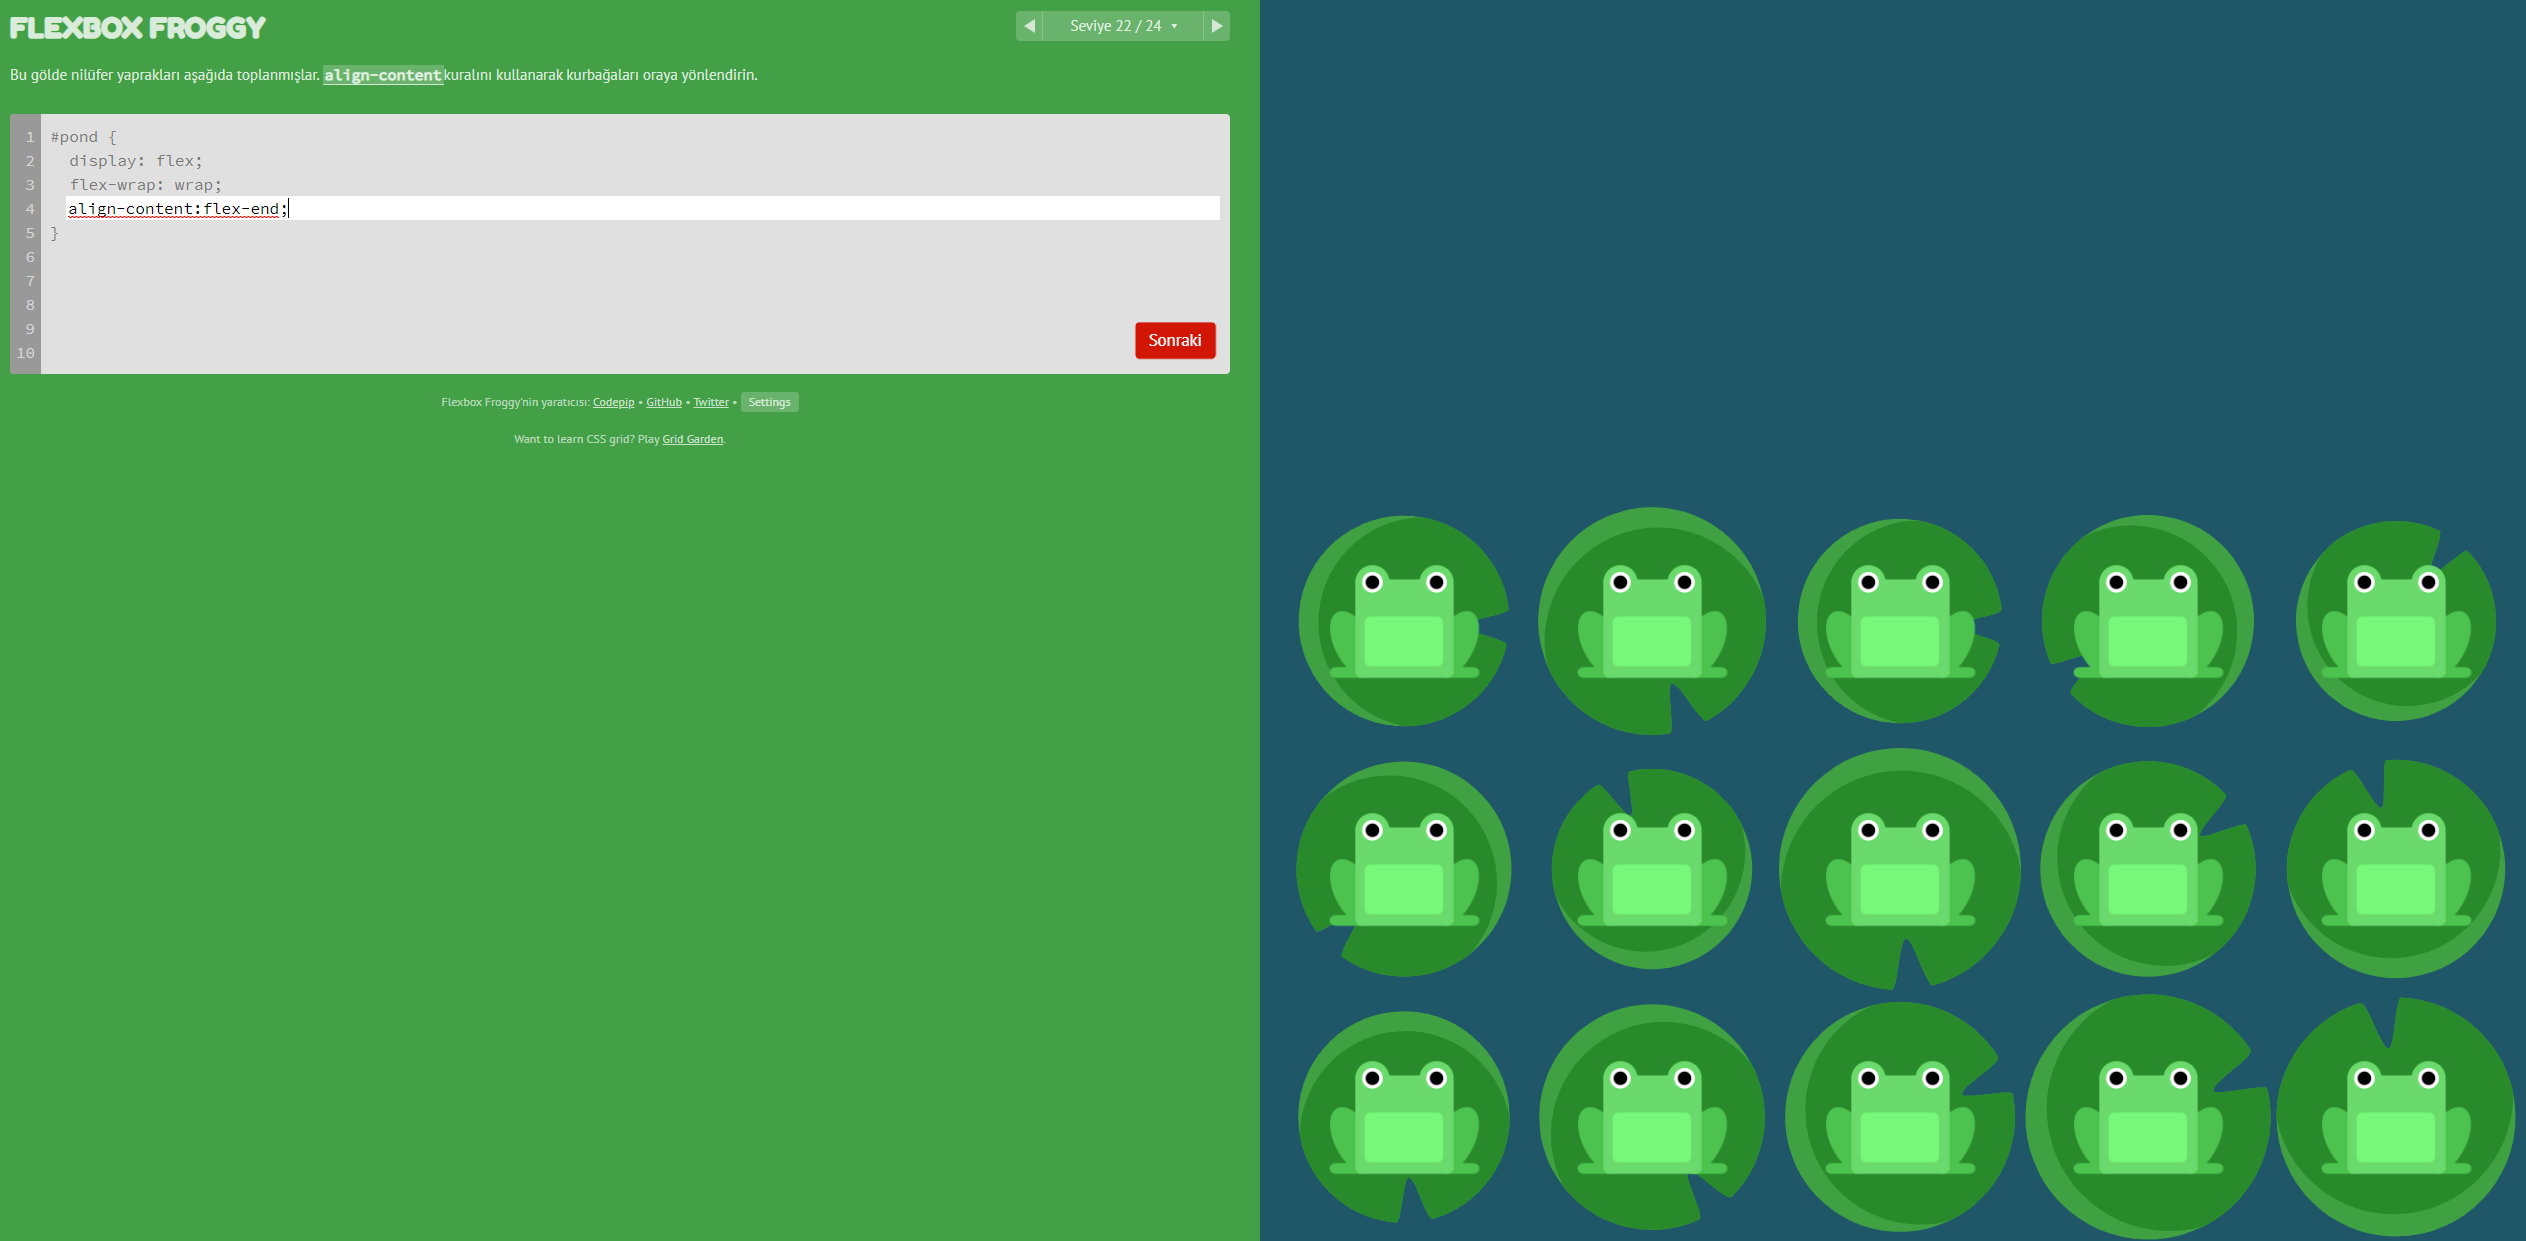 FLEXBOX FROGGY
Seviye 22 / 24
Bu gölde nilüfer yaprakları aşağıda toplanmışlar. align-content kuralını kullanarak kurbağaları oraya yönlendirin.
1 #pond {
2 display: flex;
3 flex-wrap: wrap;
4 align-content:flex-end;
5 }
6
7
8
9
10
Sonraki
Flexbox Froggy'nin yaratıcısı: Codepip • GitHub • Twitter • Settings
Want to learn CSS grid? Play Grid Garden.